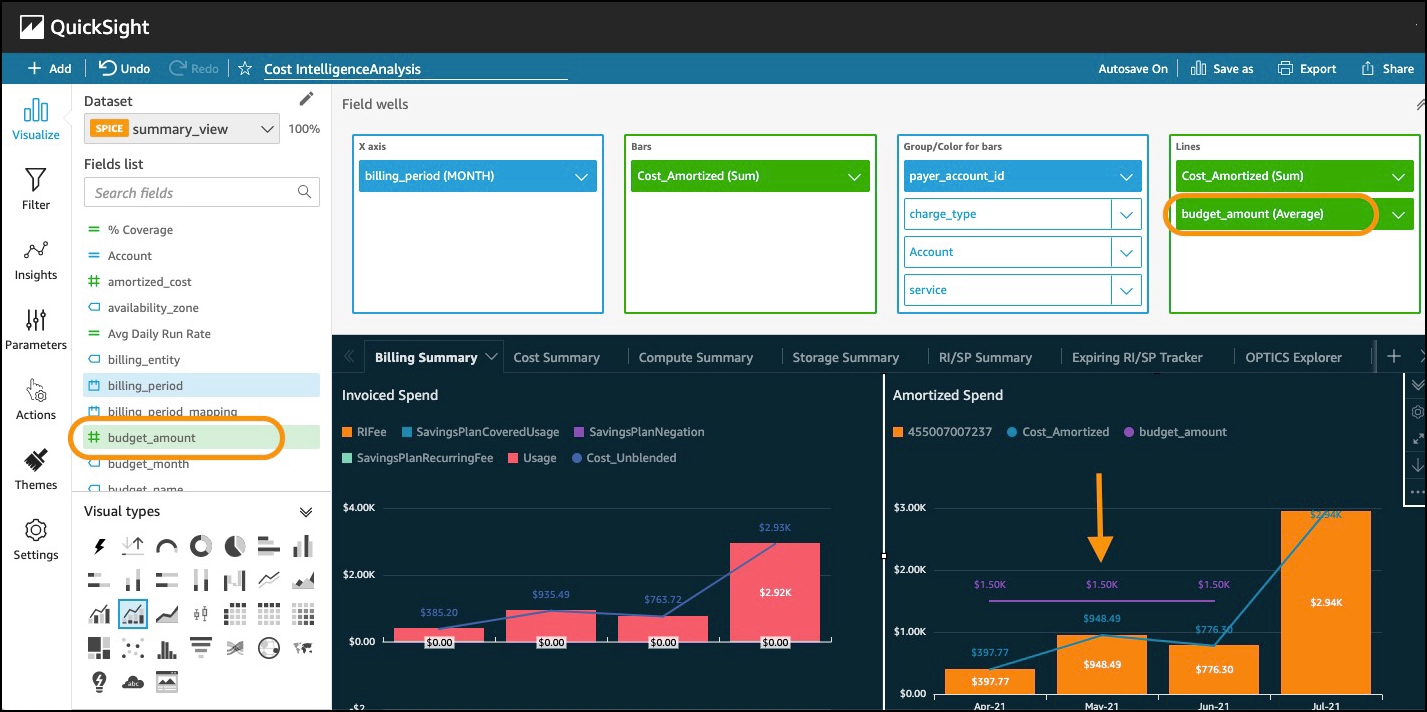 QuickSight
Add
Undo
Redo
Cost IntelligenceAnalysis
Autosave On
Save as
Export
Share
Visualize
Filter
Insights
Parameters
Actions
Themes
Settings
Dataset
SPICE summary_view 100%
Fields list
Search fields
% Coverage
Account
amortized_cost
availability_zone
Avg Daily Run Rate
billing_entity
billing_period
billing_period_mapping
budget_amount
budget_month
budget_name
Visual types
abc
Field wells
X axis
billing_period (MONTH)
Bars
Cost_Amortized (Sum)
Group/Color for bars
payer_account_id
charge_type
Account
service
Lines
Cost_Amortized (Sum)
budget_amount (Average)
Billing Summary
Cost Summary
Compute Summary
Storage Summary
RI/SP Summary
Expiring RI/SP Tracker
OPTICS Explorer
Invoiced Spend
RIFee SavingsPlanCoveredUsage SavingsPlanNegation
SavingsPlanRecurringFee Usage Cost_Unblended
$4.00K
$2.93K
$2.00K
$385.20 $935.49 $763.72 $2.92K
$0.00 $0.00 $0.00 $0.00 $0.00
-$2
Amortized Spend
455007007237 Cost_Amortized budget_amount
$3.00K
$2.94K
$2.00K
$1.50K $1.50K $1.50K
$2.94K
$1.00K
$948.49
$397.77 $776.30
$948.49
$397.77 $776.30
$0.00
Apr-21 May-21 Jun-21 Jul-21